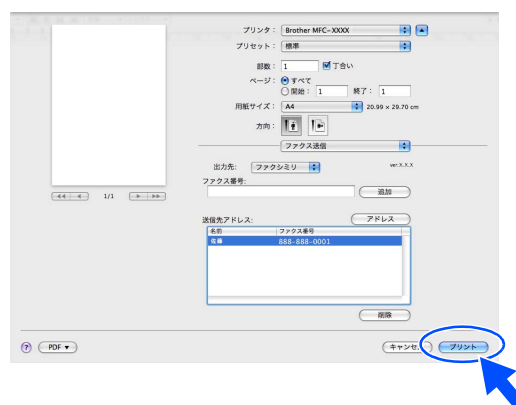 プリンタ： Brother MFC-XXXX
プリセット： 標準
部数： 1 丁合い
ページ： すべて
開始： 1 終了： 1
用紙サイズ： A4 20.99 x 29.70 cm
方向：
ファクス送信
出力先： ファクシミリ ver.X.X.X
ファクス番号:
追加
1/1
送信先アドレス: アドレス
名前 ファクス番号
佐藤 888-888-0001
削除
? PDF ▼ キャンセ プリント